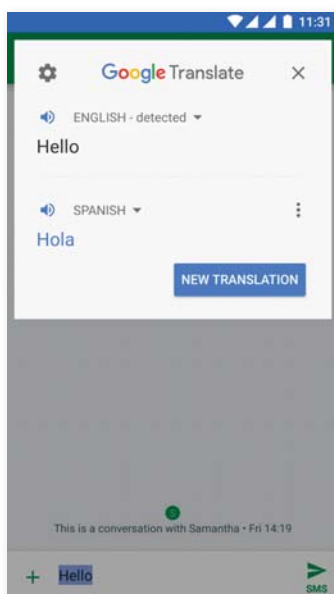 11:31
Google Translate
ENGLISH - detected
Hello
SPANISH
Hola
NEW TRANSLATION
S
This is a conversation with Samantha • Fri 14:19
Hello
SMS